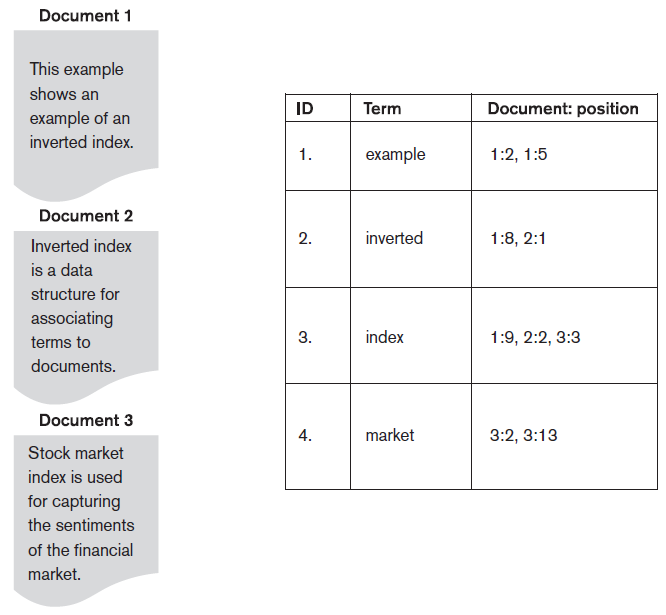 Document 1
This example
shows an
example of an
inverted index.
Document 2
Inverted index
is a data
structure for
associating
terms to
documents.
Document 3
Stock market
index is used
for capturing
the sentiments
of the financial
market.
ID Term Document: position
1. example 1:2, 1:5
2. inverted 1:8, 2:1
3. index 1:9, 2:2, 3:3
4. market 3:2, 3:13